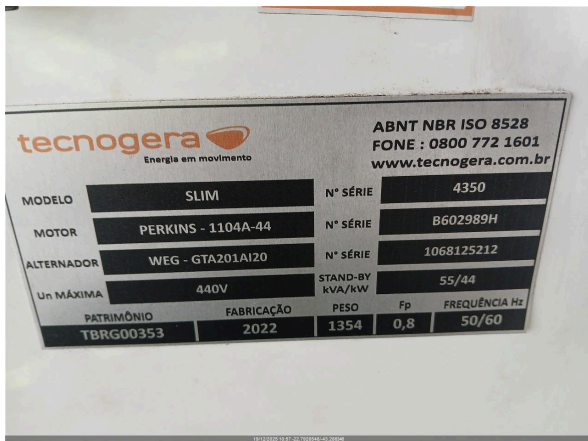 tecnogera
Energia em movimento
ABNT NBR ISO 8528
FONE : 0800 772 1601
www.tecnogera.com.br
MODELO SLIM N° SÉRIE 4350
MOTOR PERKINS - 1104A-44 N° SÉRIE B602989H
ALTERNADOR WEG - GTA201AI20 N° SÉRIE 1068125212
Un MÁXIMA 440V STAND-BY kVA/kW 55/44
PATRIMÔNIO FABRICAÇÃO PESO Fp FREQUÊNCIA Hz
TBRG00353 2022 1354 0,8 50/60